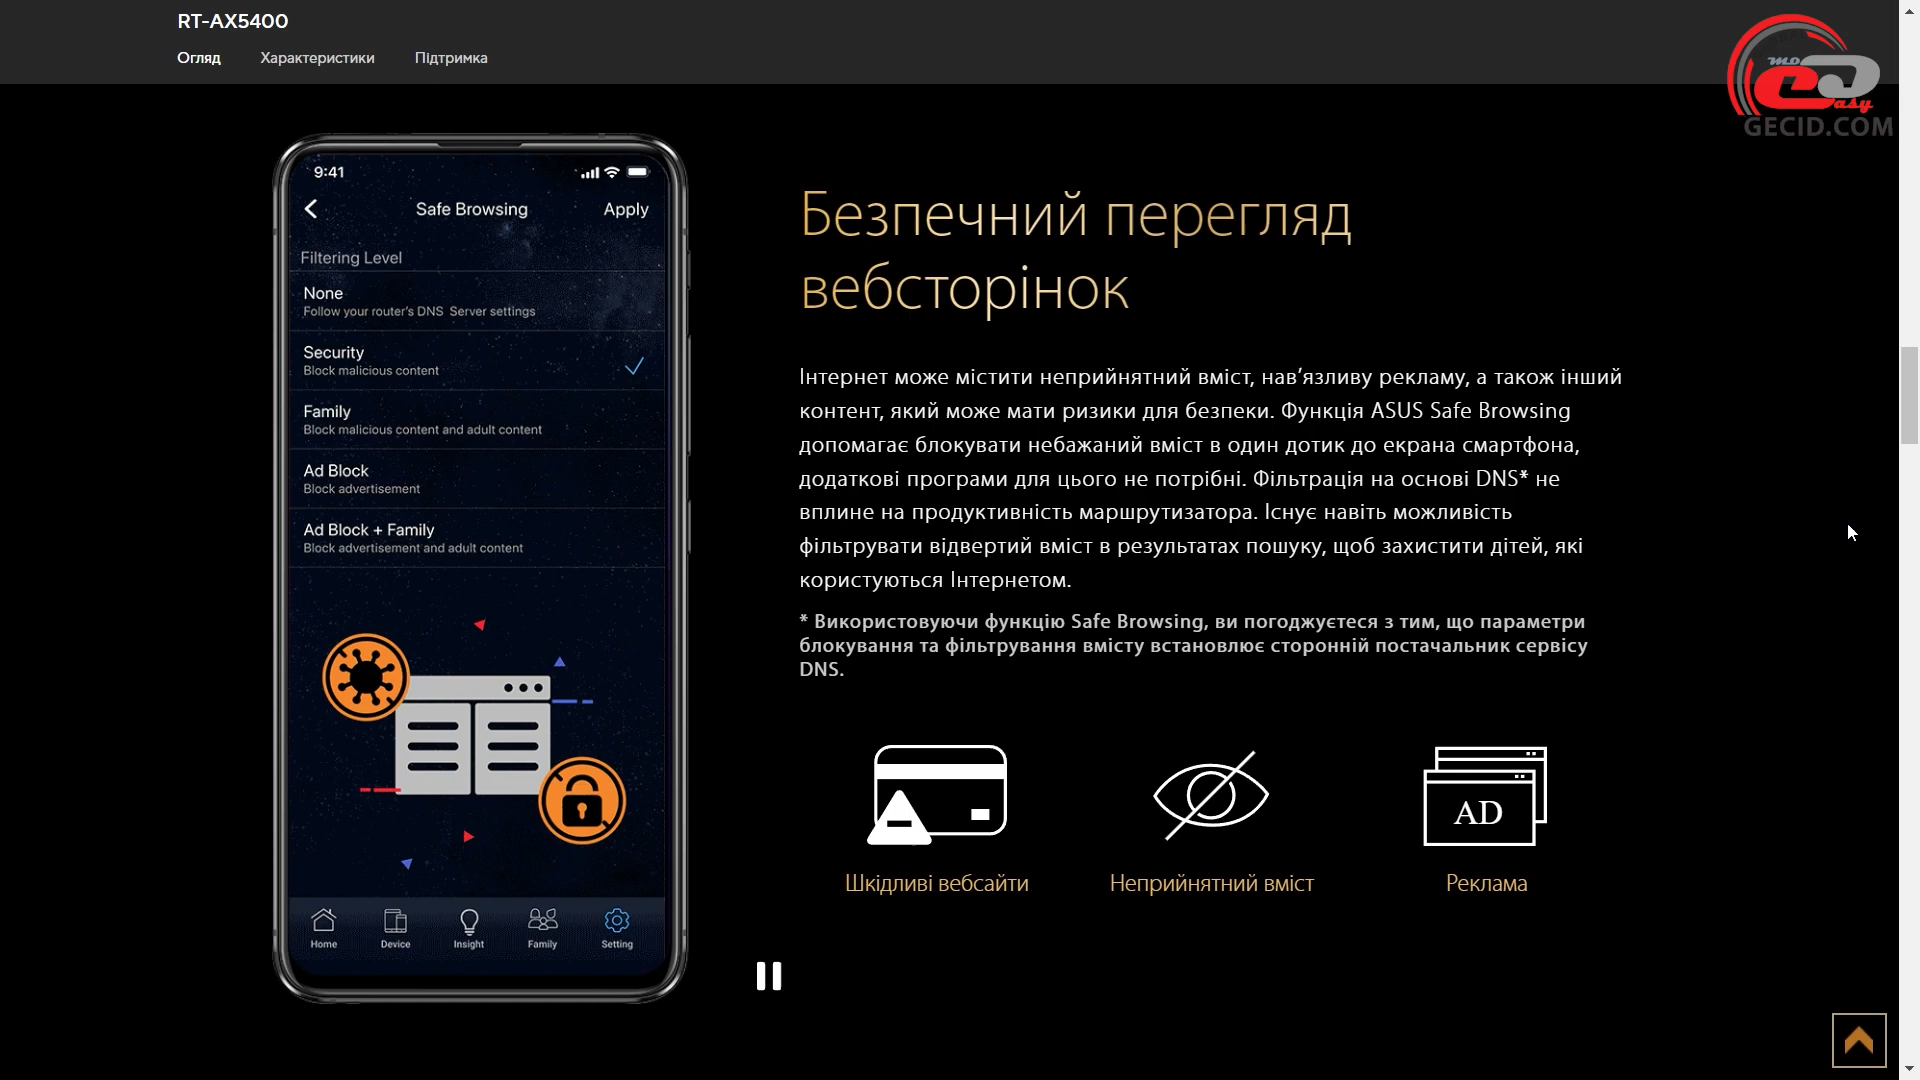 RT-AX5400
Огляд Характеристики Підтримка
mo
easy
GECID.COM
9:41
Safe Browsing Apply
Filtering Level
None
Follow your router's DNS Server settings
Security
Block malicious content
Family
Block malicious content and adult content
Ad Block
Block advertisement
Ad Block + Family
Block advertisement and adult content
Home Device Insight Family Setting
Безпечний перегляд
вебсторінок
Інтернет може містити неприйнятний вміст, нав’язливу рекламу, а також інший
контент, який може мати ризики для безпеки. Функція ASUS Safe Browsing
допомагає блокувати небажаний вміст в один дотик до екрана смартфона,
додаткові програми для цього не потрібні. Фільтрація на основі DNS* не
вплине на продуктивність маршрутизатора. Існує навіть можливість
фільтрувати відвертий вміст в результатах пошуку, щоб захистити дітей, які
користуються Інтернетом.
* Використовуючи функцію Safe Browsing, ви погоджуєтеся з тим, що параметри
блокування та фільтрування вмісту встановлює сторонній постачальник сервісу
DNS.
AD
Шкідливі вебсайти Неприйнятний вміст Реклама